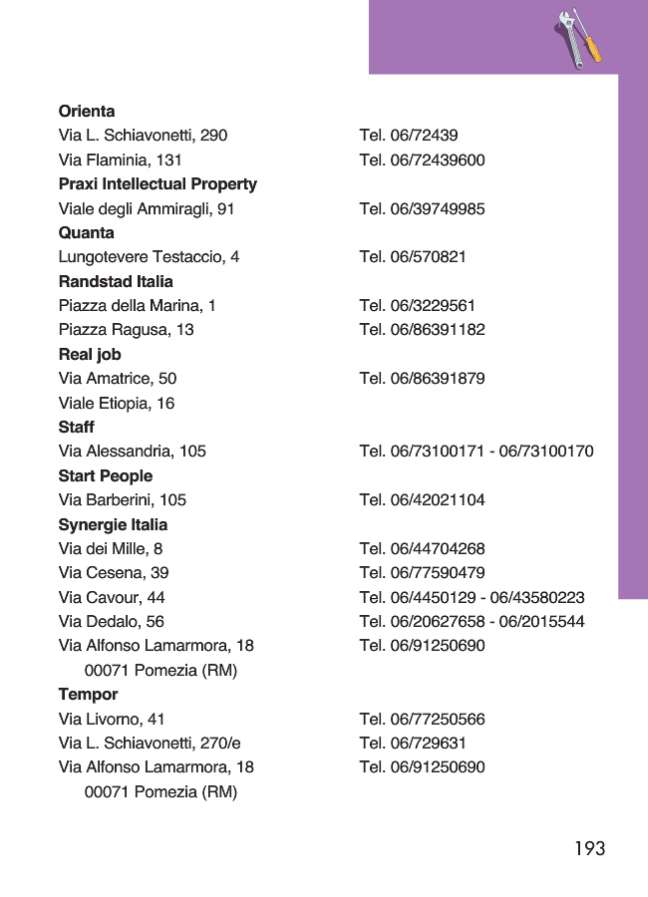 Orienta
Via L. Schiavonetti, 290 Tel. 06/72439
Via Flaminia, 131 Tel. 06/72439600
Praxi Intellectual Property
Viale degli Ammiragli, 91 Tel. 06/39749985
Quanta
Lungotevere Testaccio, 4 Tel. 06/570821
Randstad Italia
Piazza della Marina, 1 Tel. 06/3229561
Piazza Ragusa, 13 Tel. 06/86391182
Real job
Via Amatrice, 50 Tel. 06/86391879
Viale Etiopia, 16
Staff
Via Alessandria, 105 Tel. 06/73100171 - 06/73100170
Start People
Via Barberini, 105 Tel. 06/42021104
Synergie Italia
Via dei Mille, 8 Tel. 06/44704268
Via Cesena, 39 Tel. 06/77590479
Via Cavour, 44 Tel. 06/4450129 - 06/43580223
Via Dedalo, 56 Tel. 06/20627658 - 06/2015544
Via Alfonso Lamarmora, 18 Tel. 06/91250690
00071 Pomezia (RM)
Tempor
Via Livorno, 41 Tel. 06/77250566
Via L. Schiavonetti, 270/e Tel. 06/729631
Via Alfonso Lamarmora, 18 Tel. 06/91250690
00071 Pomezia (RM)
193